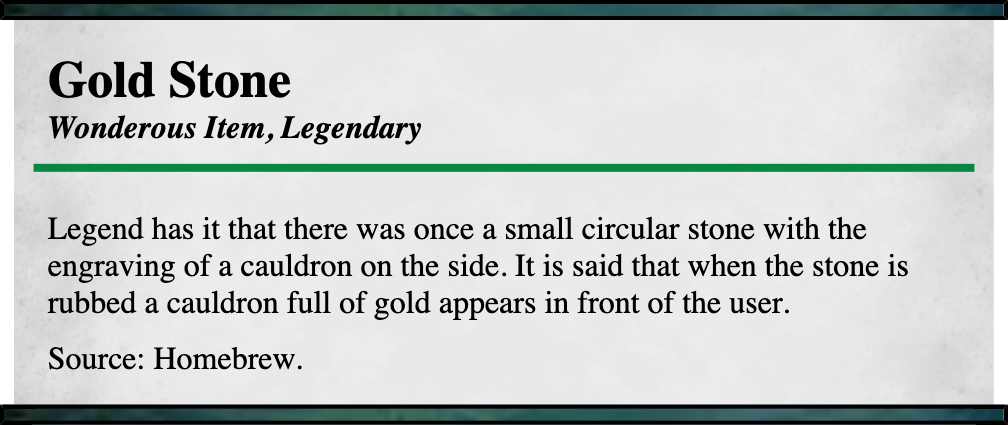 Gold Stone
Wonderous Item, Legendary
Legend has it that there was once a small circular stone with the
engraving of a cauldron on the side. It is said that when the stone is
rubbed a cauldron full of gold appears in front of the user.
Source: Homebrew.